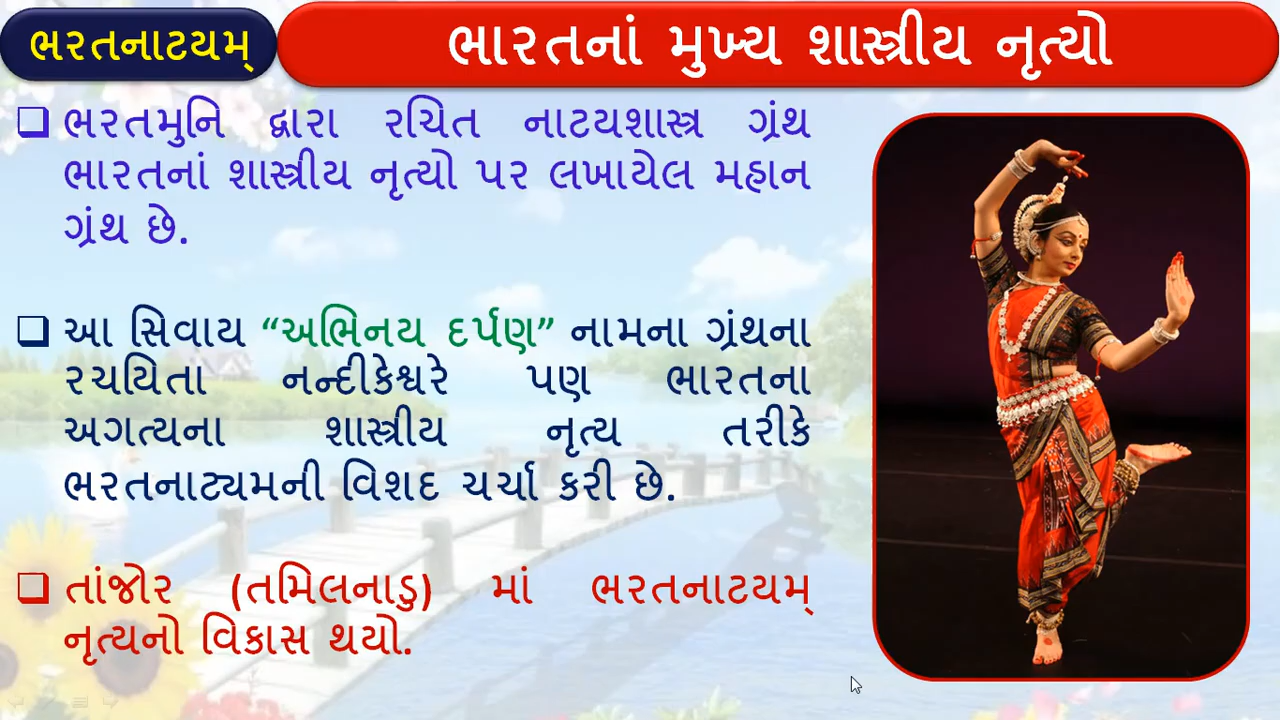 ભરતનાટયમ્
ભારતનાં મુખ્ય શાસ્ત્રીય નૃત્યો
ભરતમુનિ દ્વારા રચિત નાટયશાસ્ત્ર ગ્રંથ
ભારતનાં શાસ્ત્રીય નૃત્યો પર લખાયેલ મહાન
ગ્રંથ છે.
આ સિવાય “અભિનય દર્પણ” નામના ગ્રંથના
રચયિતા નન્દીકેશ્વરે પણ ભારતના
અગત્યના શાસ્ત્રીય નૃત્ય તરીકે
ભરતનાટ્યમની વિશદ ચર્ચા કરી છે.
તાંજોર (તમિલનાડુ) માં ભરતનાટયમ્
નૃત્યનો વિકાસ થયો.